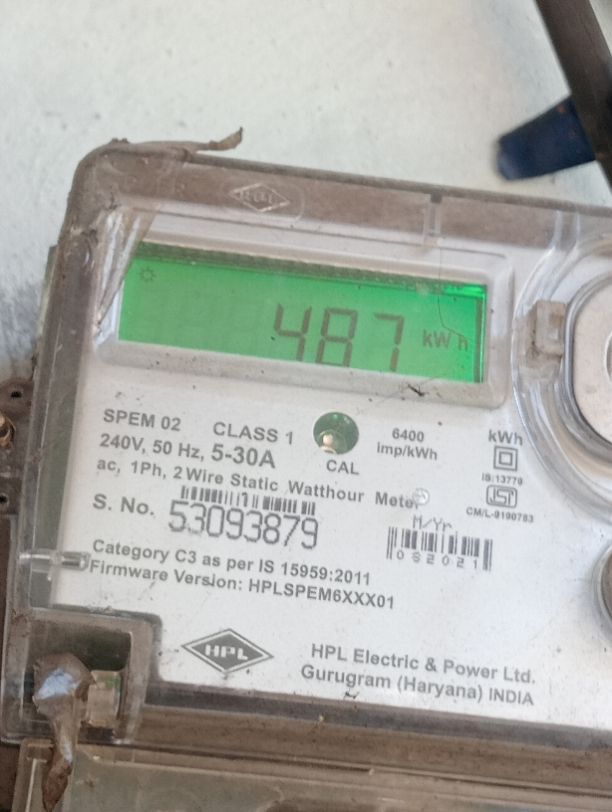 HPL
487 kWh
SPEM 02 CLASS 1
240V, 50 Hz, 5-30A
ac, 1Ph, 2 Wire Static Watthour Meter
CAL
6400
imp/kWh
kWh
IS:13779
ISI
CM/L-9190783
S. No. 53093879
M/Yr
082021
Category C3 as per IS 15959:2011
Firmware Version: HPLSPEM6XXX01
HPL
HPL Electric & Power Ltd.
Gurugram (Haryana) INDIA